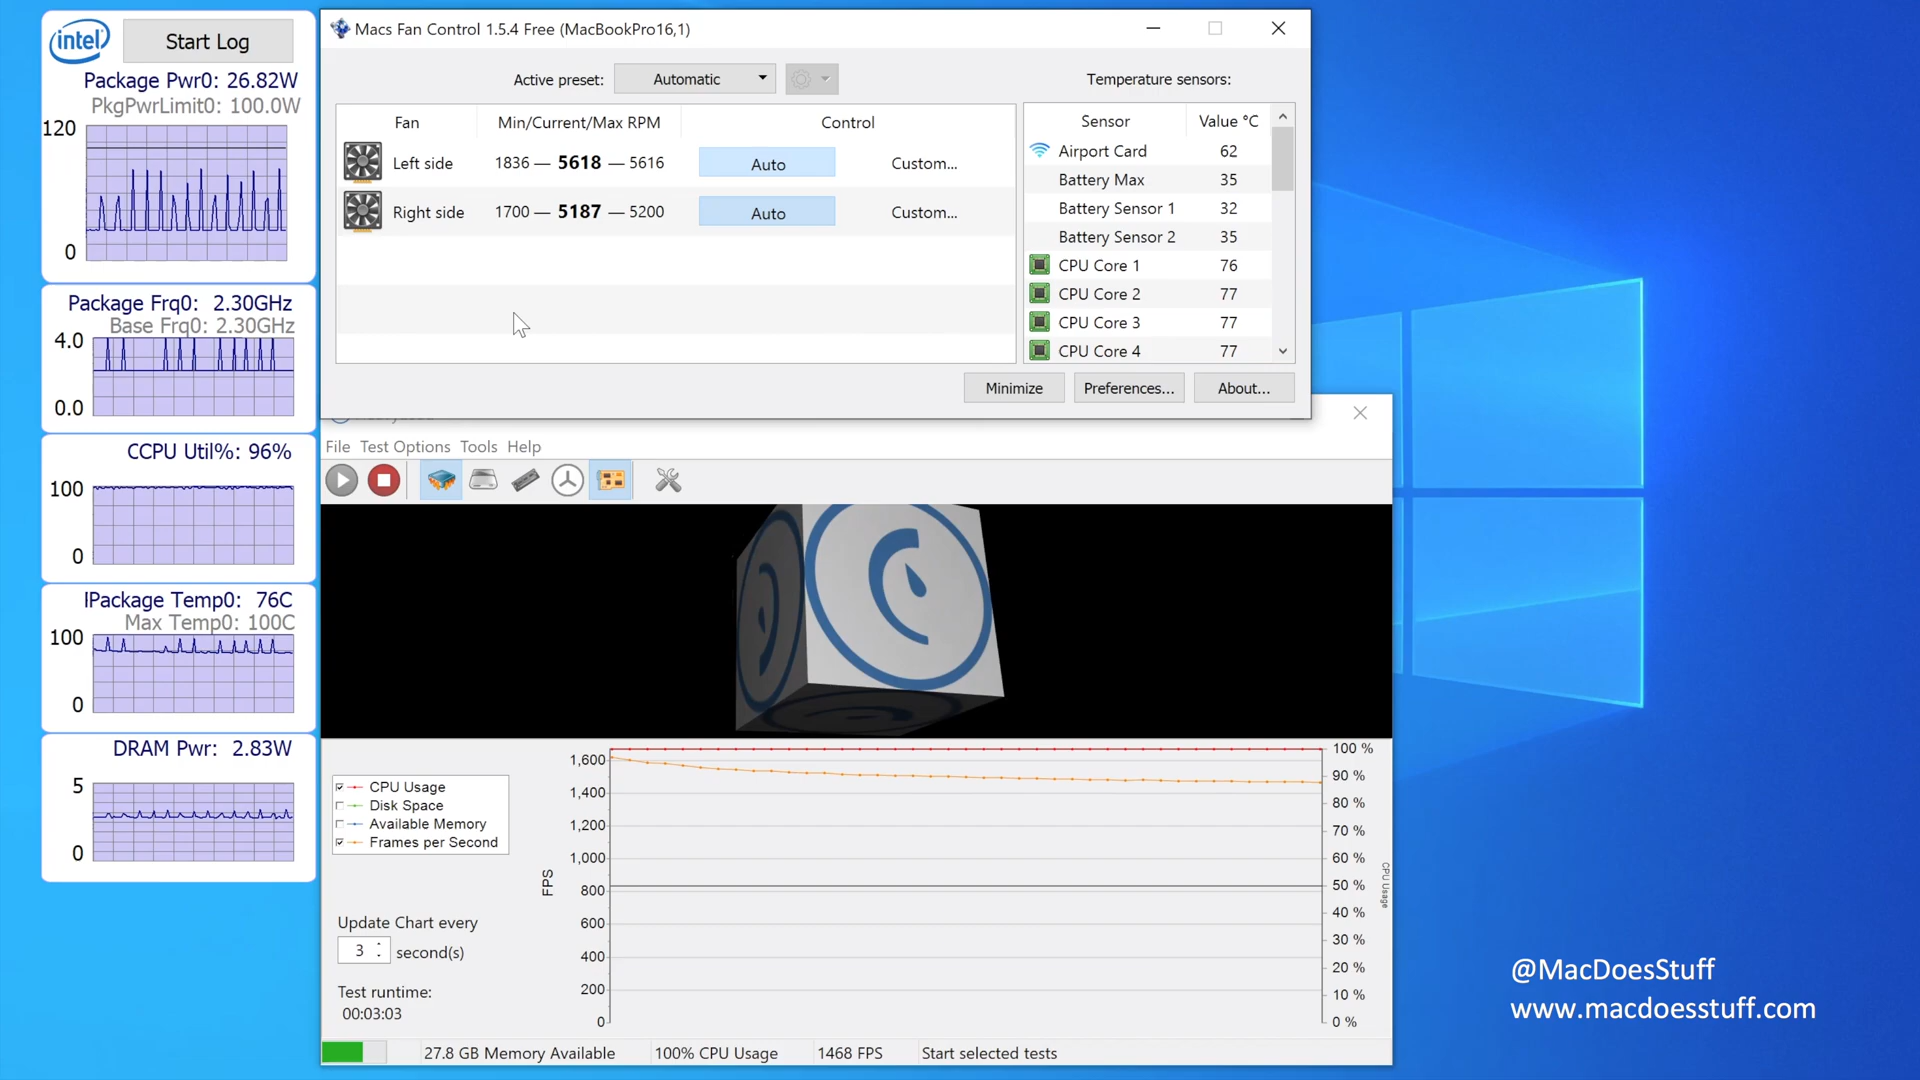 intel
Start Log
Package Pwr0: 26.82W
PkgPwrLimit0: 100.0W
120
0
Package Frq0: 2.30GHz
Base Frq0: 2.30GHz
4.0
0.0
CCPU Util%: 96%
100
0
lPackage Temp0: 76C
Max Temp0: 100C
100
0
DRAM Pwr: 2.83W
5
0
Macs Fan Control 1.5.4 Free (MacBookPro16,1)
Active preset: Automatic
Temperature sensors:
Fan Min/Current/Max RPM Control
Left side 1836 — 5618 — 5616 Auto Custom...
Right side 1700 — 5187 — 5200 Auto Custom...
Sensor Value °C
Airport Card 62
Battery Max 35
Battery Sensor 1 32
Battery Sensor 2 35
CPU Core 1 76
CPU Core 2 77
CPU Core 3 77
CPU Core 4 77
Minimize Preferences... About...
File Test Options Tools Help
CPU Usage
Disk Space
Available Memory
Frames per Second
Update Chart every
3 second(s)
Test runtime:
00:03:03
FPS
1,600
1,400
1,200
1,000
800
600
400
200
0
100 %
90 %
80 %
70 %
60 %
50 %
40 %
30 %
20 %
10 %
0 %
CPU Usage
27.8 GB Memory Available 100% CPU Usage 1468 FPS Start selected tests
@MacDoesStuff
www.macdoesstuff.com